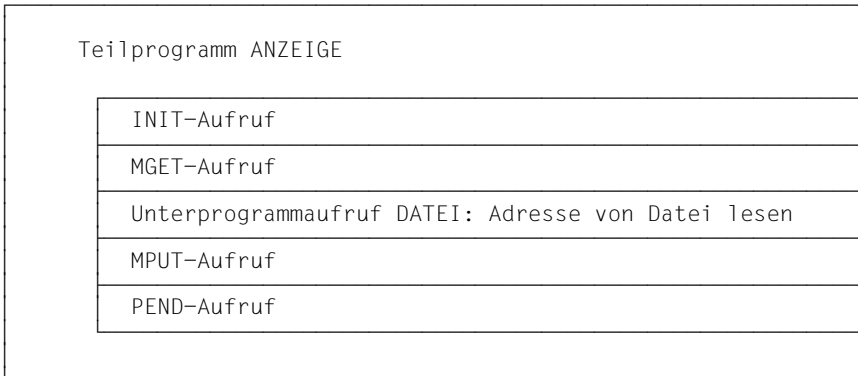 Teilprogramm ANZEIGE
INIT-Aufruf
MGET-Aufruf
Unterprogrammaufruf DATEI: Adresse von Datei lesen
MPUT-Aufruf
PEND-Aufruf